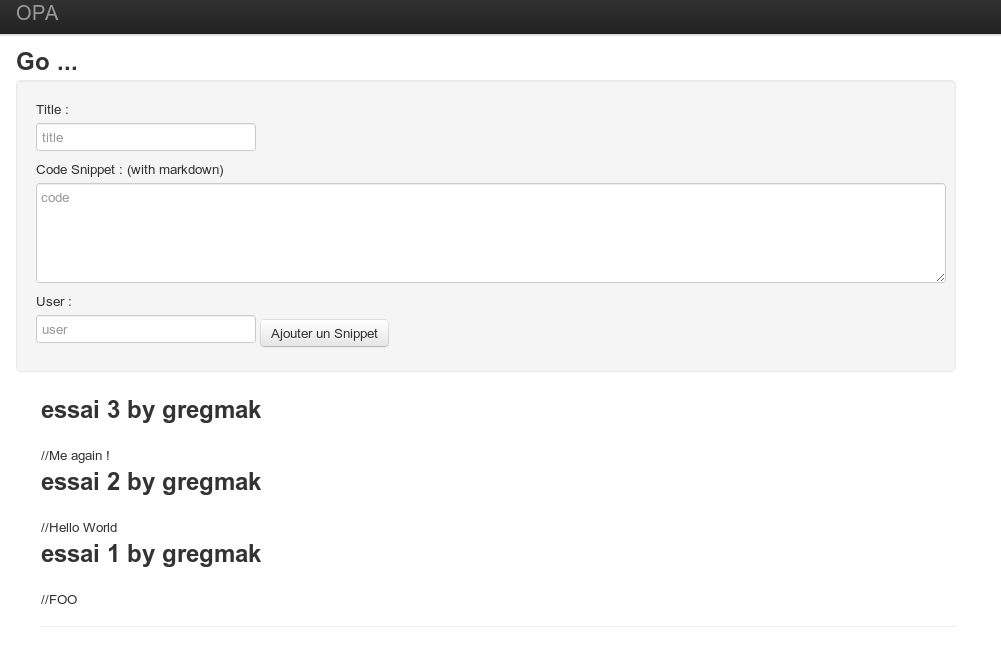 OPA
Go ...
Title :
title
Code Snippet : (with markdown)
code
User :
user Ajouter un Snippet
essai 3 by gregmak
//Me again !
essai 2 by gregmak
//Hello World
essai 1 by gregmak
//FOO